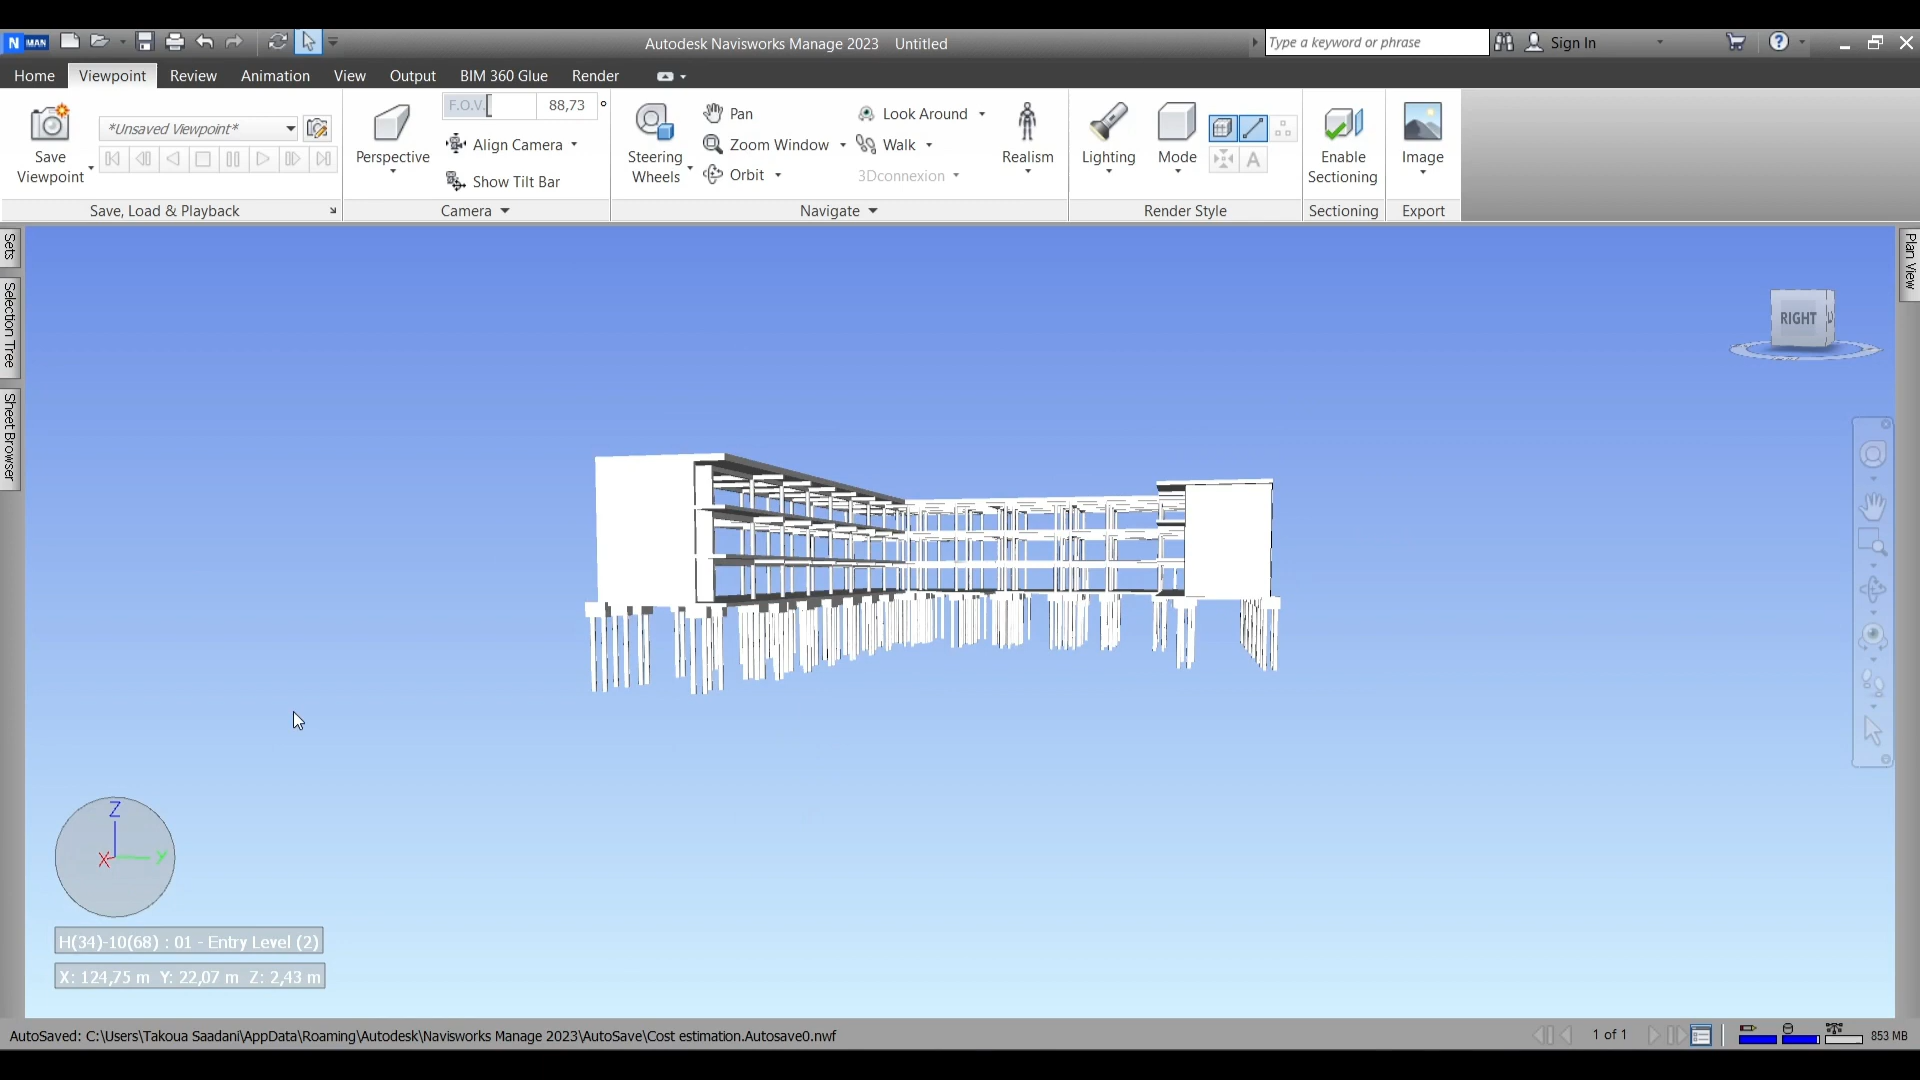 N MAN
Autodesk Navisworks Manage 2023 Untitled
Type a keyword or phrase
Sign In
Home Viewpoint Review Animation View Output BIM 360 Glue Render
Save Viewpoint
*Unsaved Viewpoint*
Save, Load & Playback
Perspective
F.O.V. 88,73 °
Align Camera
Show Tilt Bar
Camera
Steering Wheels
Pan
Zoom Window
Orbit
Look Around
Walk
3Dconnexion
Realism
Navigate
Lighting
Mode
A
Render Style
Enable Sectioning
Sectioning
Image
Export
Sets
Selection Tree
Sheet Browser
Plan View
RIGHT
Z
X
Y
H(34)-10(68) : 01 - Entry Level (2)
X: 124,75 m Y: 22,07 m Z: 2,43 m
AutoSaved: C:\Users\Takoua Saadani\AppData\Roaming\Autodesk\Navisworks Manage 2023\AutoSave\Cost estimation.Autosave0.nwf
1 of 1
853 MB